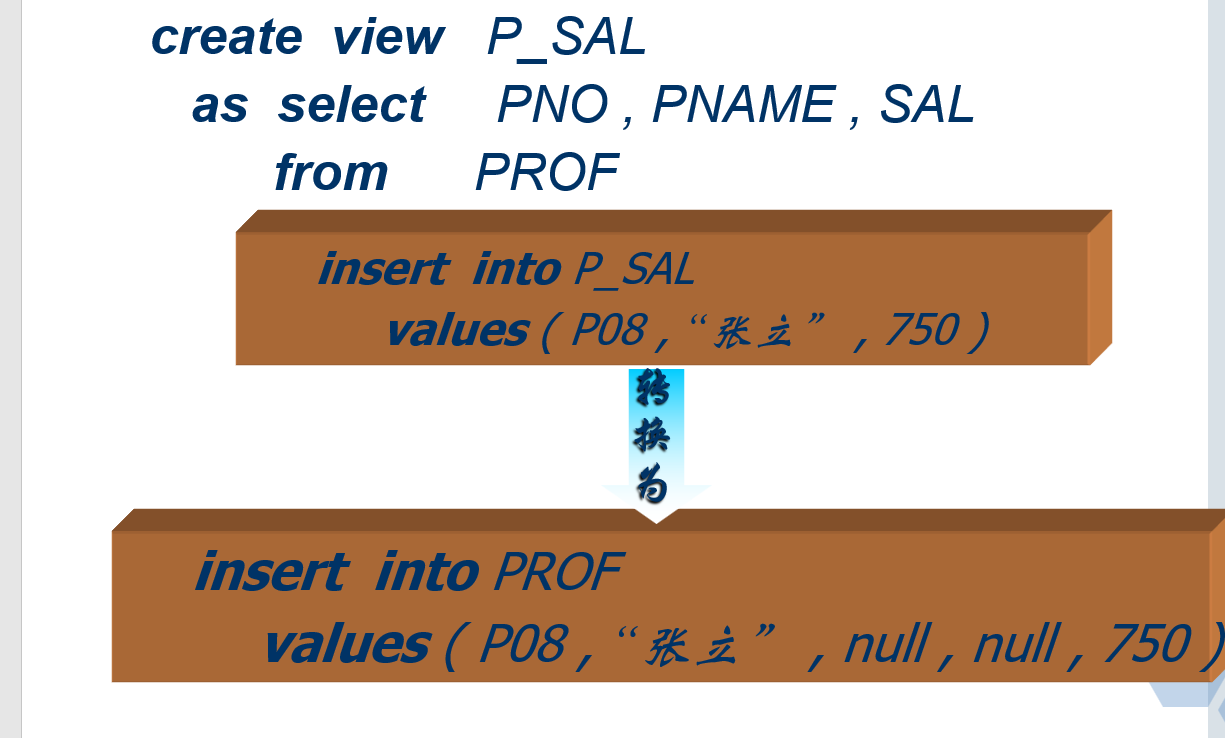 create view P_SAL
as select PNO , PNAME , SAL
from PROF
insert into P_SAL
values ( P08 , “张立” , 750 )
转
换
为
insert into PROF
values ( P08 , “张立” , null , null , 750 )